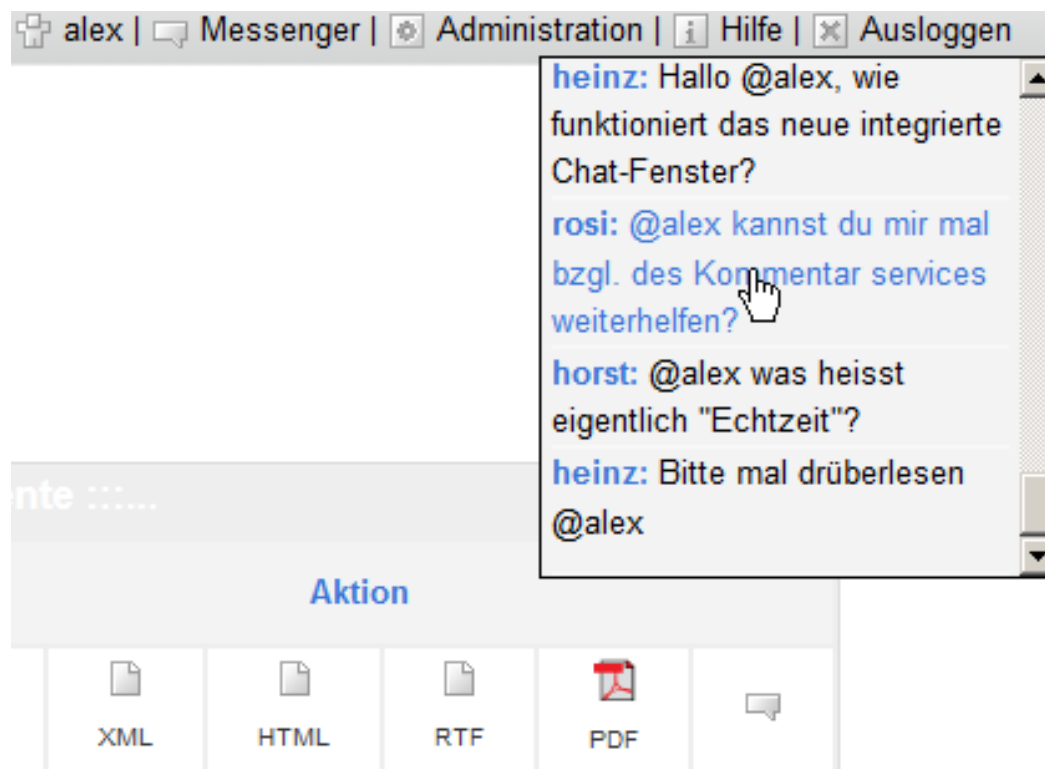 alex | Messenger | Administration | Hilfe | Ausloggen
heinz: Hallo @alex, wie
funktioniert das neue integrierte
Chat-Fenster?
rosi: @alex kannst du mir mal
bzgl. des Kommentar services
weiterhelfen?
horst: @alex was heisst
eigentlich "Echtzeit"?
heinz: Bitte mal drüberlesen
@alex
nte :::...
Aktion
XML HTML RTF PDF